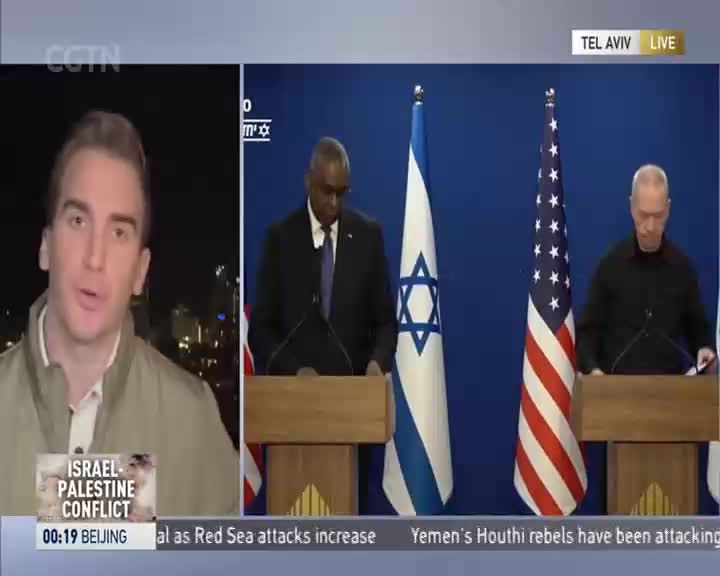 CGTN
TEL AVIV LIVE
ISRAEL-
PALESTINE
CONFLICT
00:19 BEIJING
al as Red Sea attacks increase Yemen's Houthi rebels have been attacking